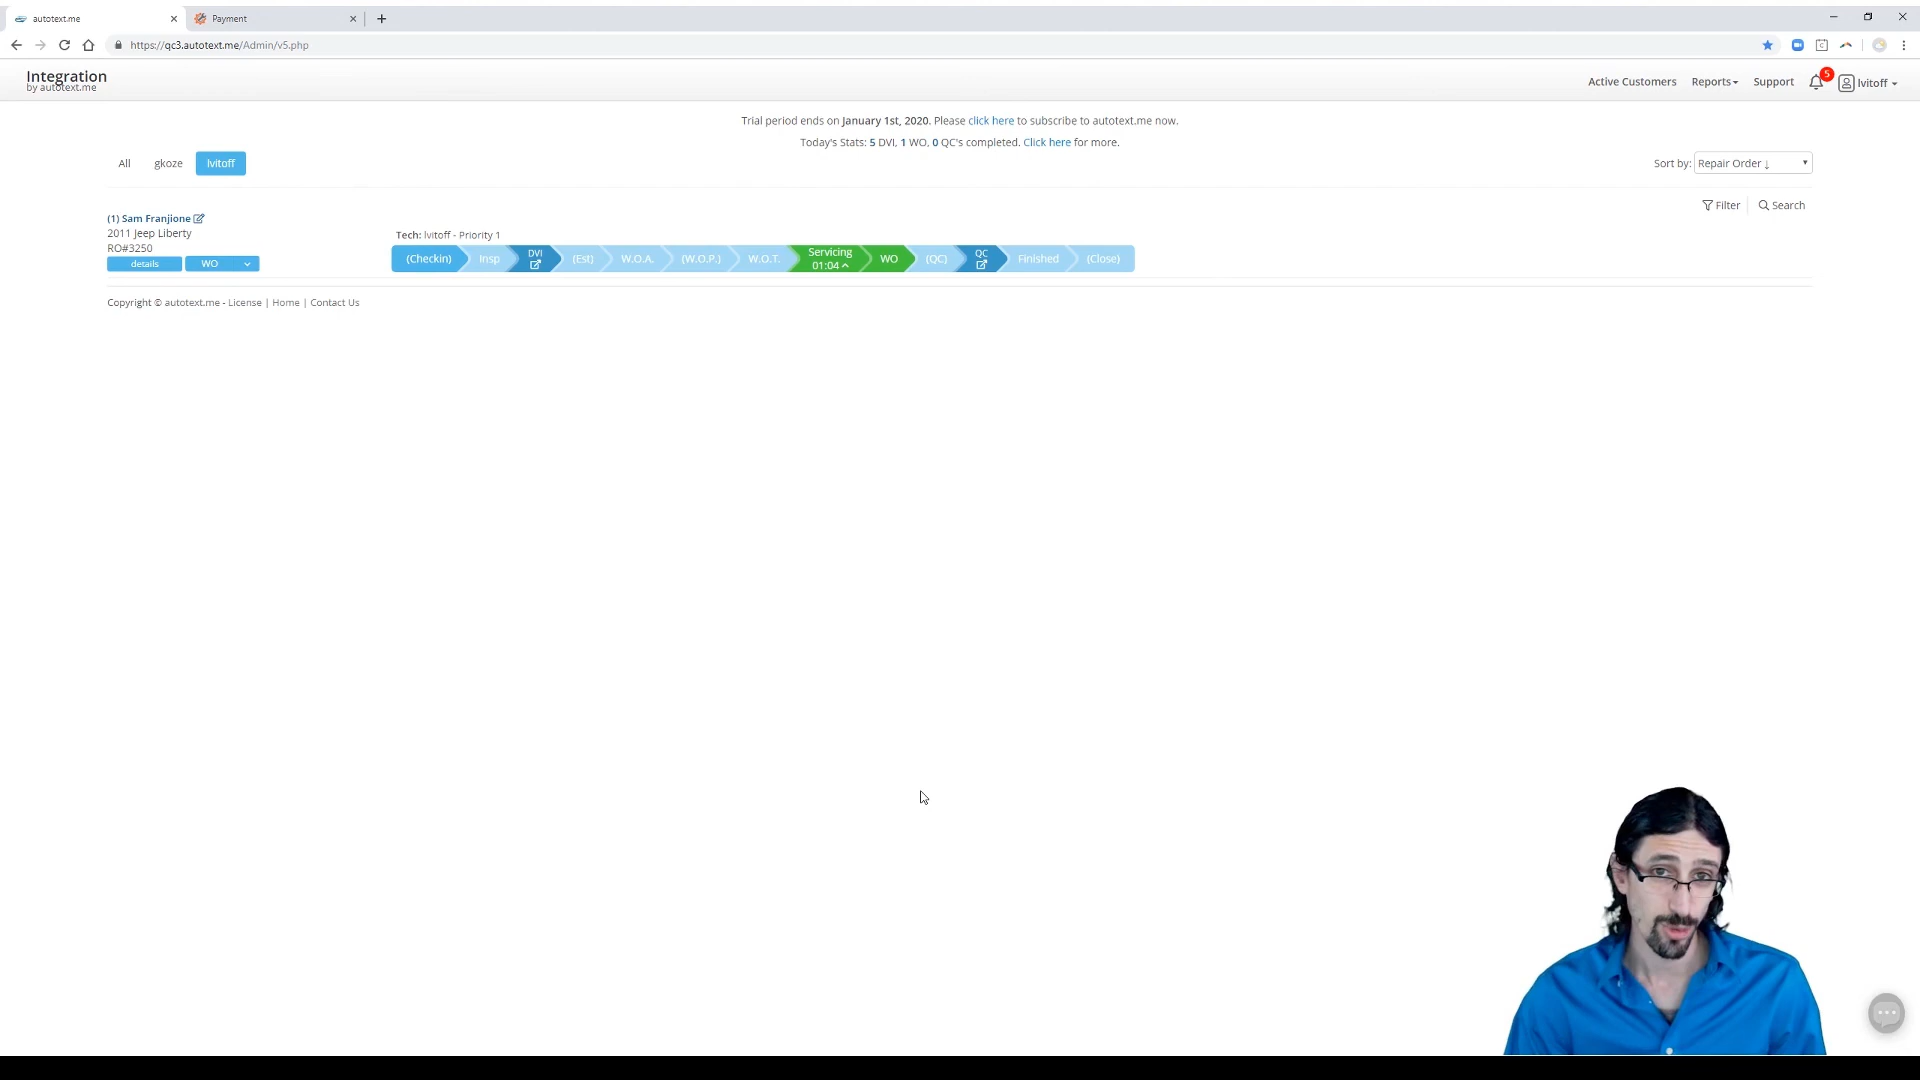 autotext.me
Payment
https://qc3.autotext.me/Admin/v5.php
Integration
by autotext.me
Active Customers
Reports
Support
5
lvitoff
Trial period ends on January 1st, 2020. Please click here to subscribe to autotext.me now.
Today's Stats: 5 DVI, 1 WO, 0 QC's completed. Click here for more.
All
gkoze
lvitoff
Sort by: Repair Order ↓
Filter
Search
(1) Sam Franjione
2011 Jeep Liberty
RO#3250
details
WO
Tech: lvitoff - Priority 1
(Checkin)
Insp
DVI
(Est)
W.O.A.
(W.O.P.)
W.O.T.
Servicing
01:04
WO
(QC)
QC
Finished
(Close)
Copyright © autotext.me - License | Home | Contact Us